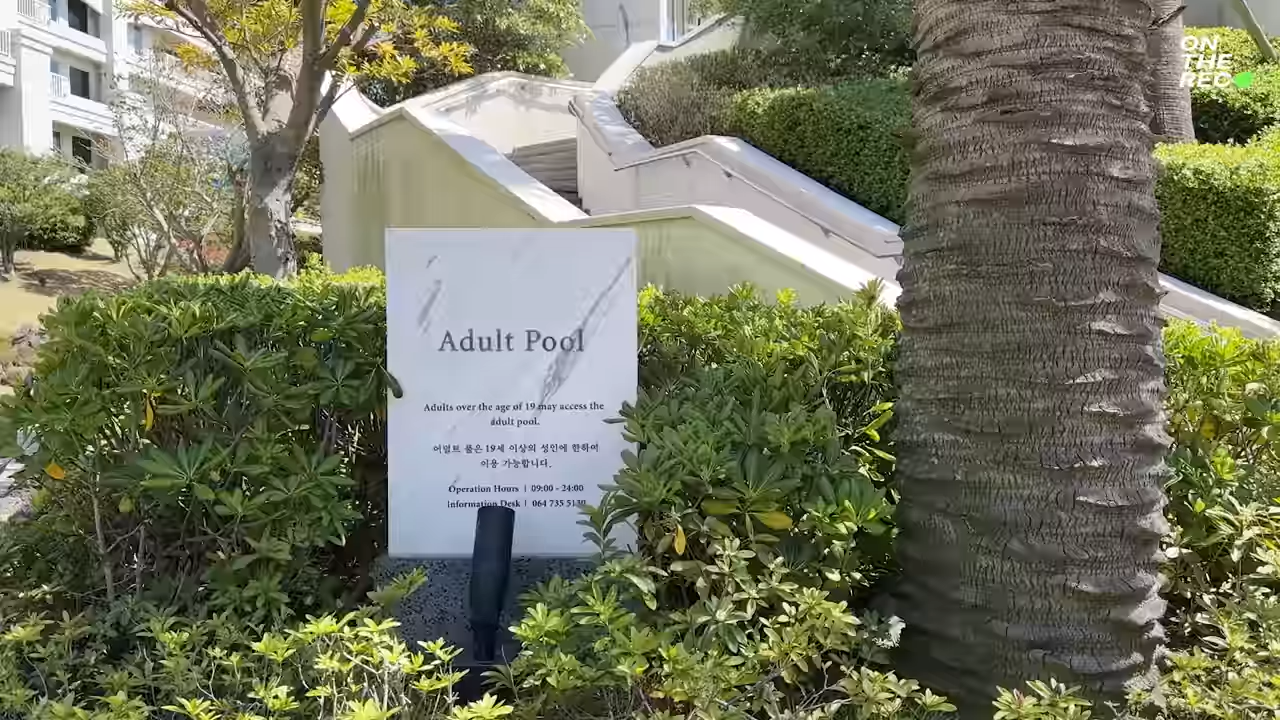 ON
THE
REC
Adult Pool
Adults over the age of 19 may access the
adult pool.
어덜트 풀은 19세 이상의 성인에 한하여
이용 가능합니다.
Operation Hours | 09:00 - 24:00
Information Desk | 064 735 5130